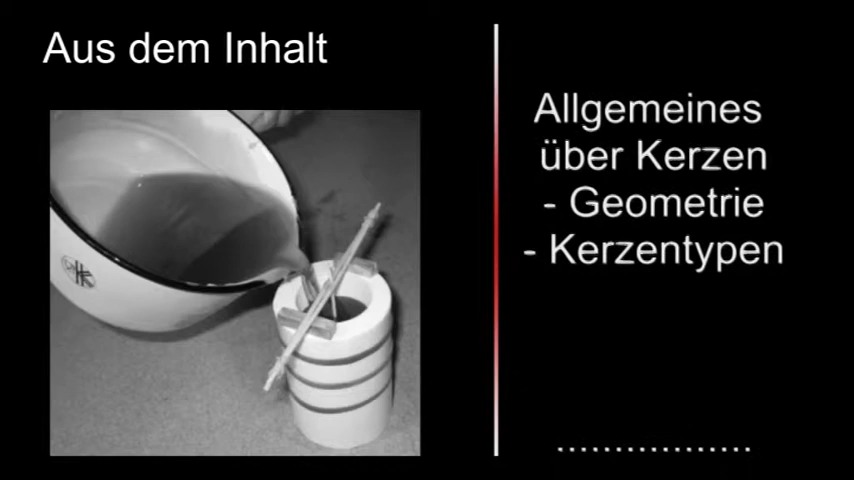 Aus dem Inhalt
Allgemeines
über Kerzen
- Geometrie
- Kerzentypen
.................